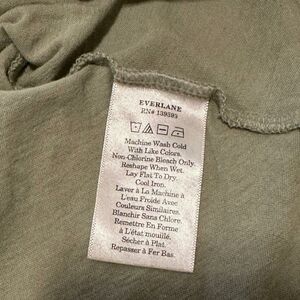 EVERLANE
RN# 139393
Machine Wash Cold
With Like Colors.
Non-Chlorine Bleach Only.
Reshape When Wet.
Lay Flat To Dry.
Cool Iron.
Laver à La Machine à
L'eau Froide Avec
Couleurs Similaires.
Blanchir Sans Chlore.
Remettre En Forme
à L'état mouillé.
Sécher à Plat.
Repasser à Fer Bas.